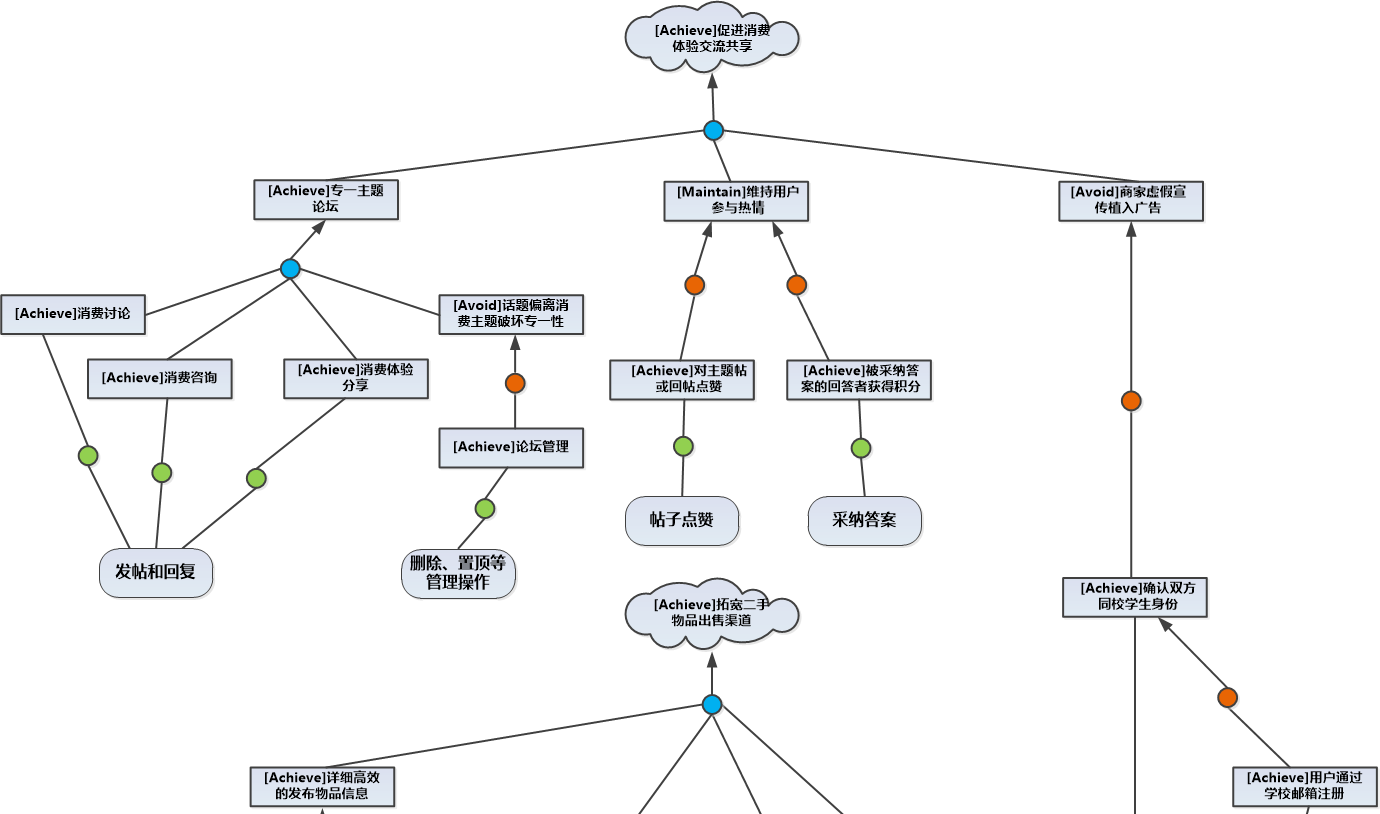 [Achieve]促进消费
体验交流共享
[Achieve]专一主题
论坛
[Maintain]维持用户
参与热情
[Avoid]商家虚假宣
传植入广告
[Achieve]消费讨论
[Avoid]话题偏离消
费主题破坏专一性
[Achieve]消费咨询
[Achieve]消费体验
分享
[Achieve]对主题帖
或回帖点赞
[Achieve]被采纳答
案的回答者获得积分
[Achieve]论坛管理
帖子点赞
采纳答案
发帖和回复
删除、置顶等
管理操作
[Achieve]拓宽二手
物品出售渠道
[Achieve]确认双方
同校学生身份
[Achieve]详细高效
的发布物品信息
[Achieve]用户通过
学校邮箱注册